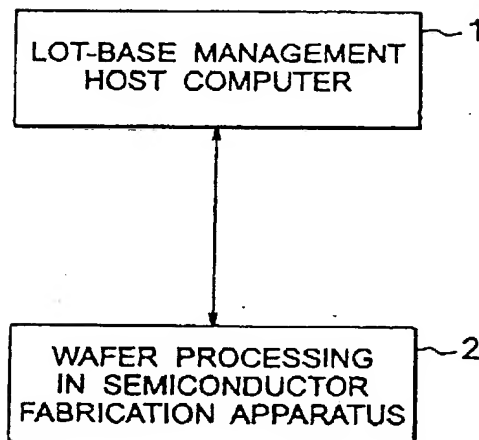 1
LOT-BASE MANAGEMENT
HOST COMPUTER
2
WAFER PROCESSING
IN SEMICONDUCTOR
FABRICATION APPARATUS